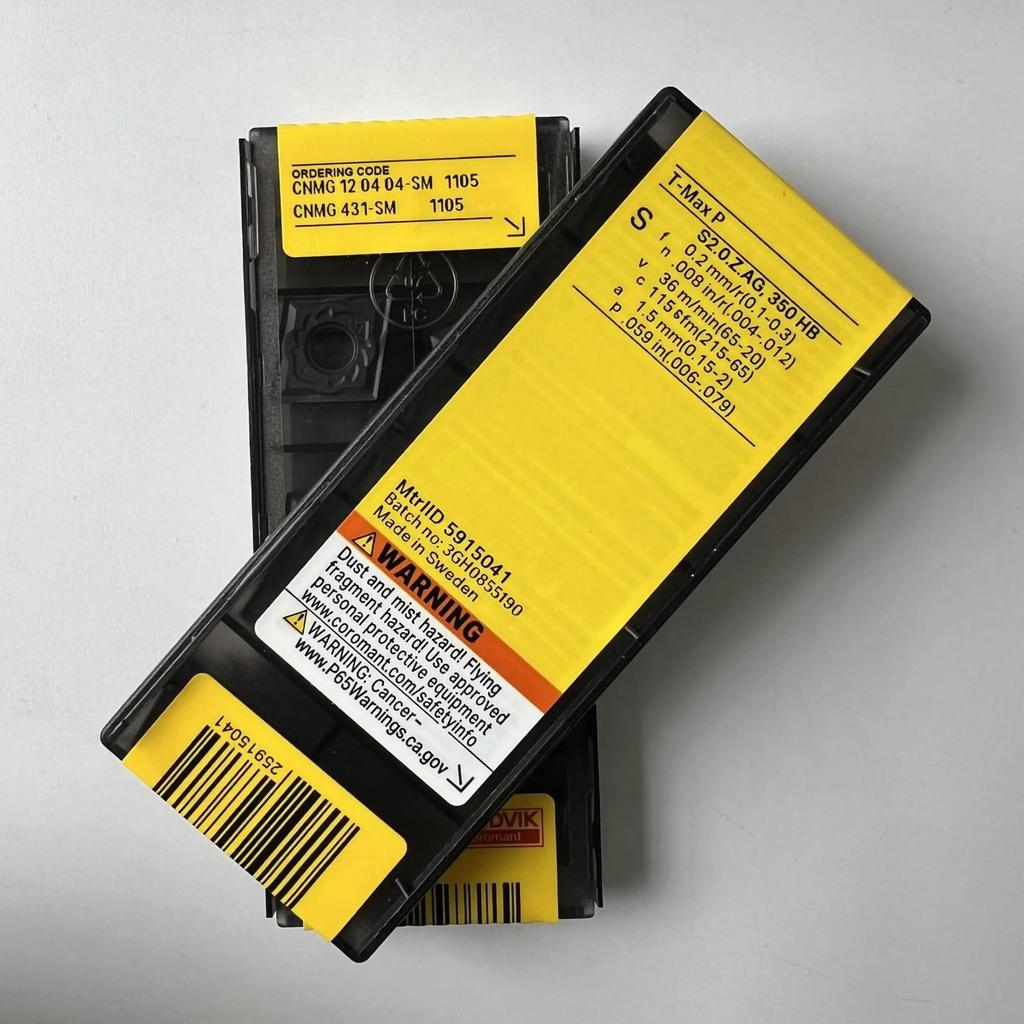 ORDERING CODE
CNMG 12 04 04-SM 1105
CNMG 431-SM 1105
T-Max P
S S2.0.Z.AG, 350 HB
f n 0.2 mm/r(0.1-0.3)
.008 in/r(.004-.012)
v c 36 m/min(65-20)
115sfm(215-65)
a p 1.5 mm(0.15-2)
.059 in(.006-.079)
MtrlID 5915041
Batch no: 3GH0855190
Made in Sweden
WARNING
Dust and mist hazard! Flying
fragment hazard! Use approved
personal protective equipment
www.coromant.com/safetyinfo
WARNING: Cancer–
www.P65Warnings.ca.gov
25915041
DVIK
romant